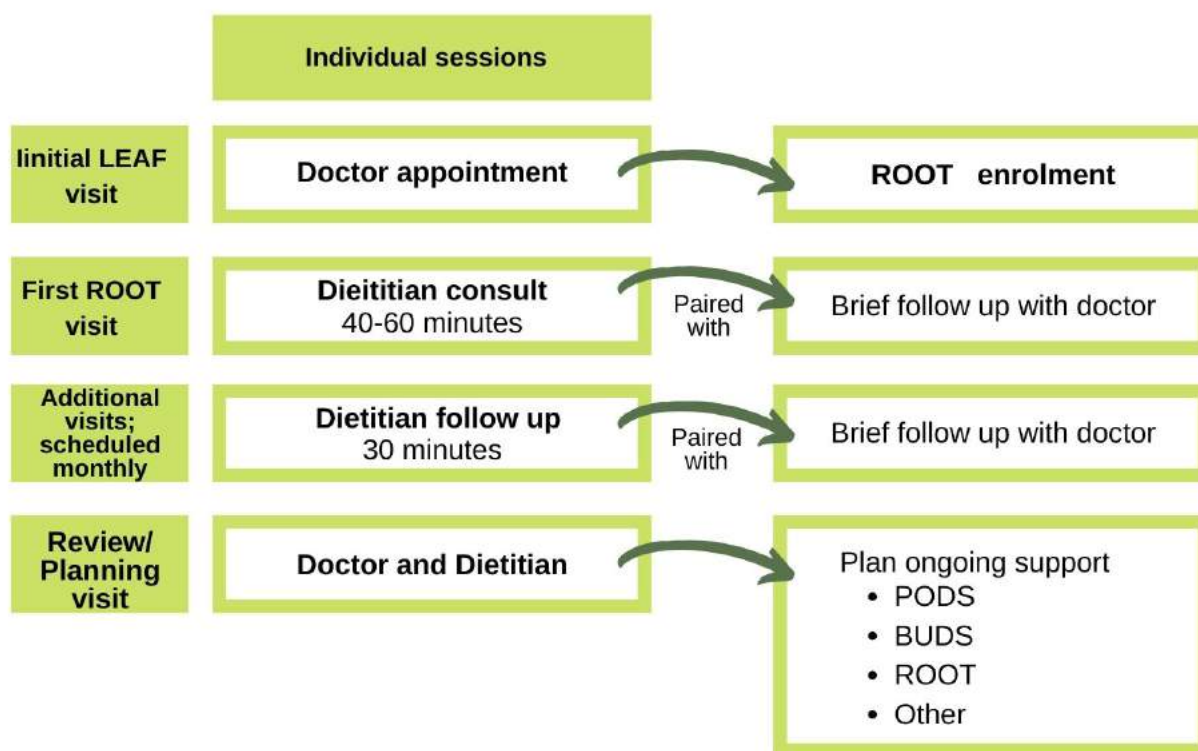 Individual sessions
Iinitial LEAF
visit
Doctor appointment
ROOT enrolment
First ROOT
visit
Dieititian consult
40-60 minutes
Paired
with
Brief follow up with doctor
Additional
visits;
scheduled
monthly
Dietitian follow up
30 minutes
Paired
with
Brief follow up with doctor
Review/
Planning
visit
Doctor and Dietitian
Plan ongoing support
• PODS
• BUDS
• ROOT
• Other